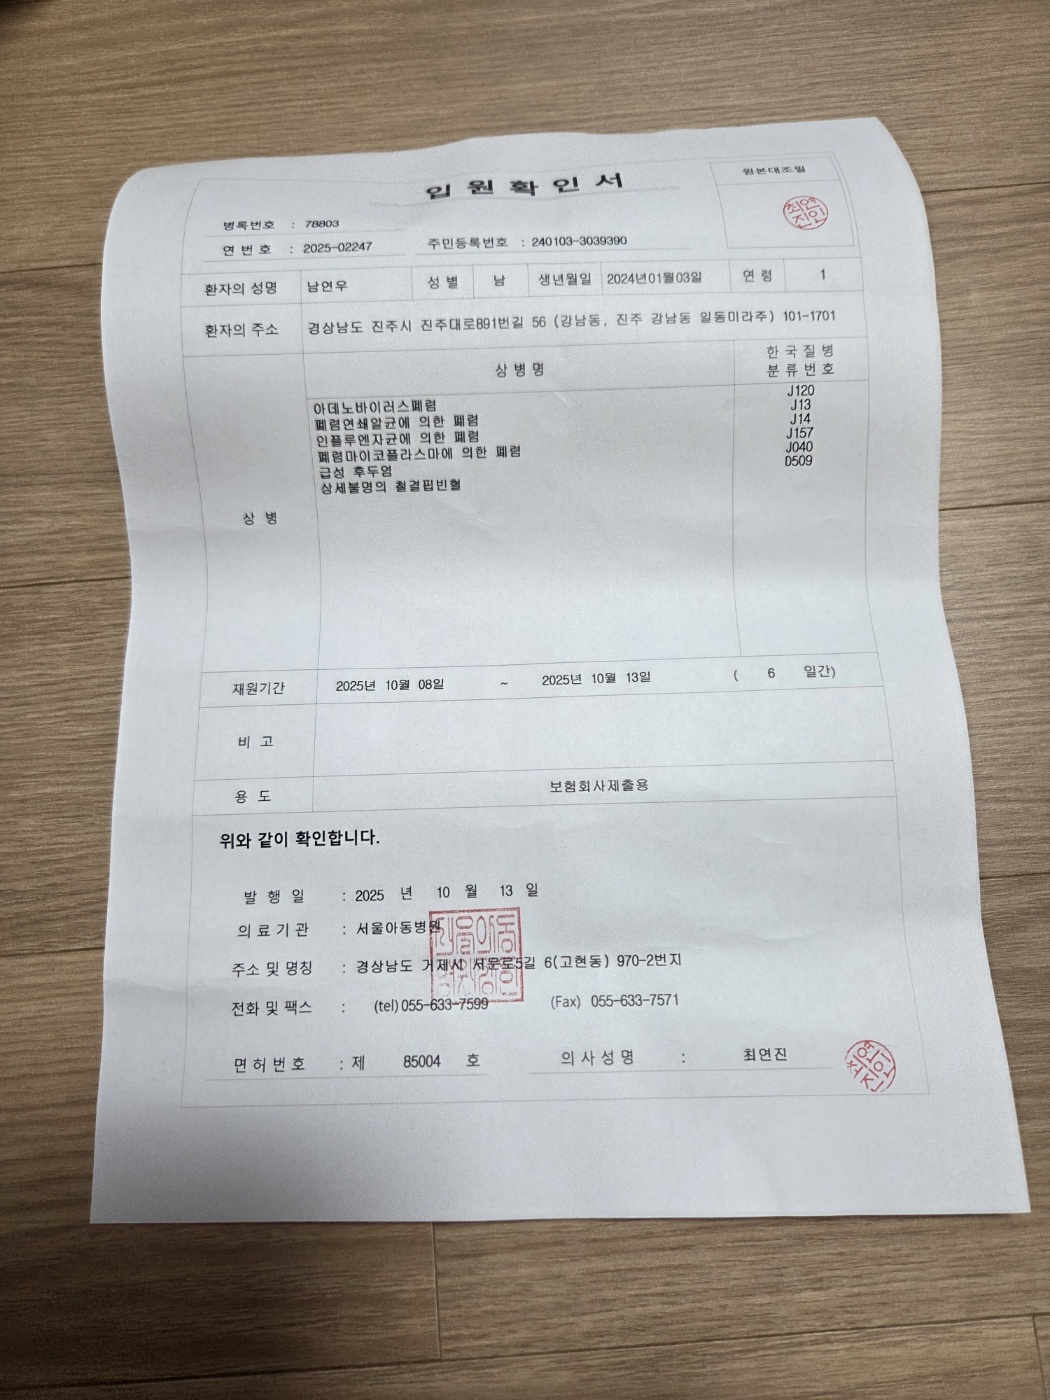 입원확인서
원본대조필
최연진인
병록번호 : 78803
연번호 : 2025-02247 주민등록번호 : 240103-3039390
환자의 성명 남연우 성별 남 생년월일 2024년01월03일 연령 1
환자의 주소 경상남도 진주시 진주대로891번길 56 (강남동, 진주 강남동 일동미라주) 101-1701
상병
상병명 한국질병분류번호
아데노바이러스폐렴 J120
폐렴연쇄알균에 의한 폐렴 J13
인플루엔자균에 의한 폐렴 J14
폐렴마이코플라스마에 의한 폐렴 J157
급성 후두염 J040
상세불명의 철결핍빈혈 D509
재원기간 2025년 10월 08일 ~ 2025년 10월 13일 ( 6 일간)
비고
용도 보험회사제출용
위와 같이 확인합니다.
발행일 : 2025 년 10 월 13 일
의료기관 : 서울아동병원
주소 및 명칭 : 경상남도 거제시 서문로5길 6(고현동) 970-2번지
전화 및 팩스 : (tel)055-633-7599 (Fax) 055-633-7571
면허번호 : 제 85004 호 의사성명 : 최연진
최연진인